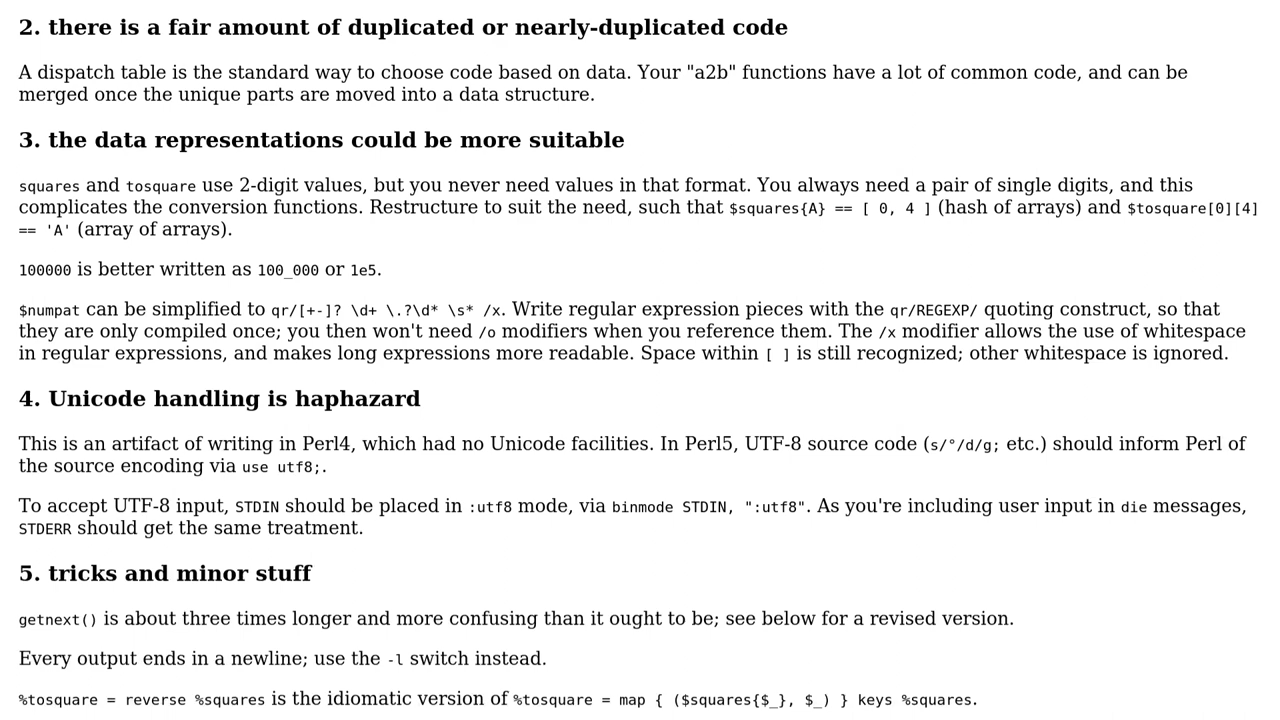 2. there is a fair amount of duplicated or nearly-duplicated code
A dispatch table is the standard way to choose code based on data. Your "a2b" functions have a lot of common code, and can be
merged once the unique parts are moved into a data structure.
3. the data representations could be more suitable
squares and tosquare use 2-digit values, but you never need values in that format. You always need a pair of single digits, and this
complicates the conversion functions. Restructure to suit the need, such that $squares{A} == [ 0, 4 ] (hash of arrays) and $tosquare[0][4]
== 'A' (array of arrays).
100000 is better written as 100_000 or 1e5.
$numpat can be simplified to qr/[+-]? \d+ \.?\d* \s* /x. Write regular expression pieces with the qr/REGEXP/ quoting construct, so that
they are only compiled once; you then won't need /o modifiers when you reference them. The /x modifier allows the use of whitespace
in regular expressions, and makes long expressions more readable. Space within [ ] is still recognized; other whitespace is ignored.
4. Unicode handling is haphazard
This is an artifact of writing in Perl4, which had no Unicode facilities. In Perl5, UTF-8 source code (s/°/d/g; etc.) should inform Perl of
the source encoding via use utf8;.
To accept UTF-8 input, STDIN should be placed in :utf8 mode, via binmode STDIN, ":utf8". As you're including user input in die messages,
STDERR should get the same treatment.
5. tricks and minor stuff
getnext() is about three times longer and more confusing than it ought to be; see below for a revised version.
Every output ends in a newline; use the -l switch instead.
%tosquare = reverse %squares is the idiomatic version of %tosquare = map { ($squares{$_}, $_) } keys %squares.